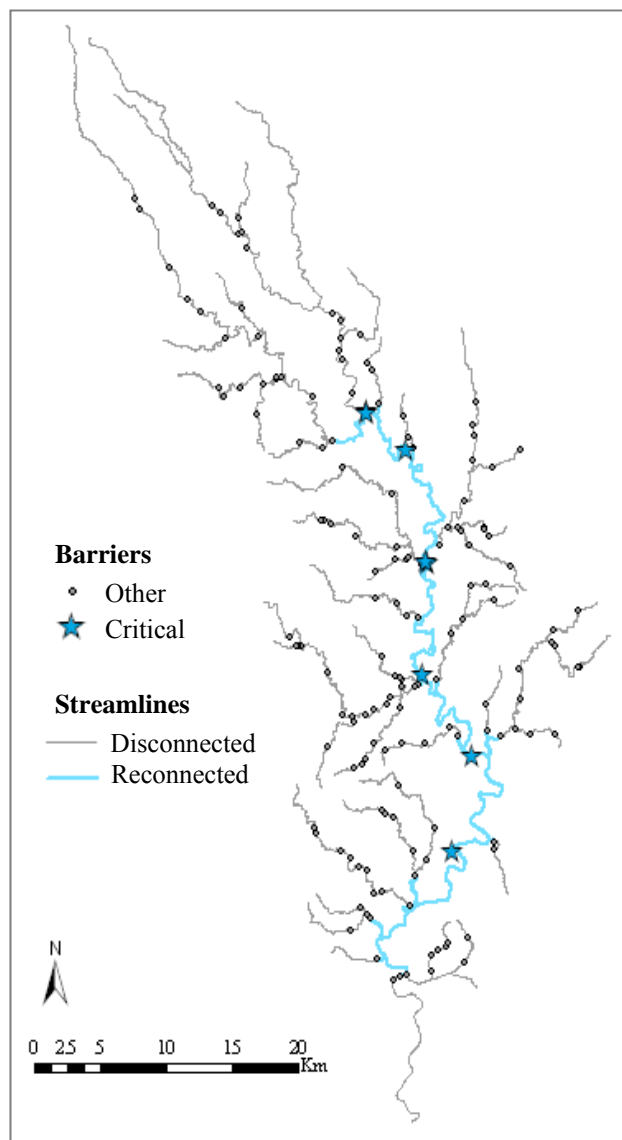 Barriers
Other
Critical
Streamlines
Disconnected
Reconnected
N
0 2.5 5 10 15 20
Km